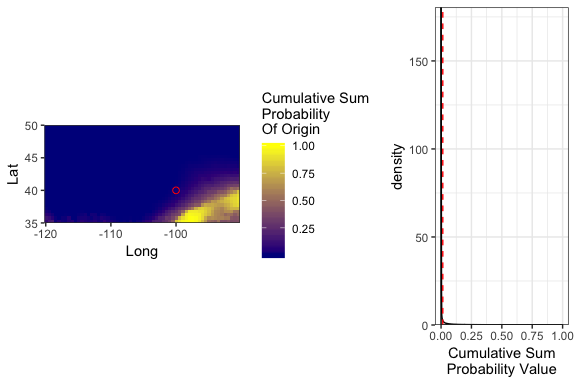 50
45
40
35
Lat
-120
-110
-100
Long
Cumulative Sum
Probability
Of Origin
1.00
0.75
0.50
0.25
150
100
50
0
density
0.00
0.25
0.50
0.75
1.00
Cumulative Sum
Probability Value